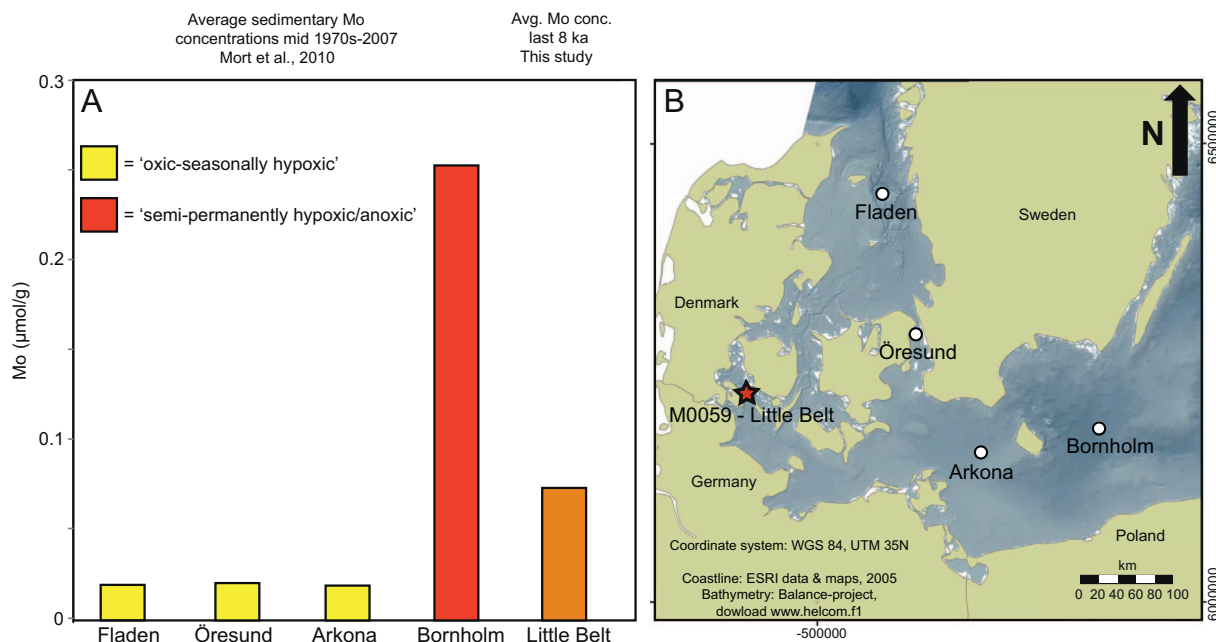 Average sedimentary Mo
concentrations mid 1970s-2007
Mort et al., 2010
Avg. Mo conc.
last 8 ka
This study
A
= 'oxic-seasonally hypoxic'
= 'semi-permanently hypoxic/anoxic'
Mo (µmol/g)
0.3
0.2
0.1
0
Fladen
Öresund
Arkona
Bornholm
Little Belt
B
N
Fladen
Sweden
Denmark
Öresund
M0059 - Little Belt
Bornholm
Arkona
Germany
Poland
Coordinate system: WGS 84, UTM 35N
Coastline: ESRI data & maps, 2005
Bathymetry: Balance-project,
dowload www.helcom.f1
km
0 20 40 60 80 100
-500000
6500000
6000000